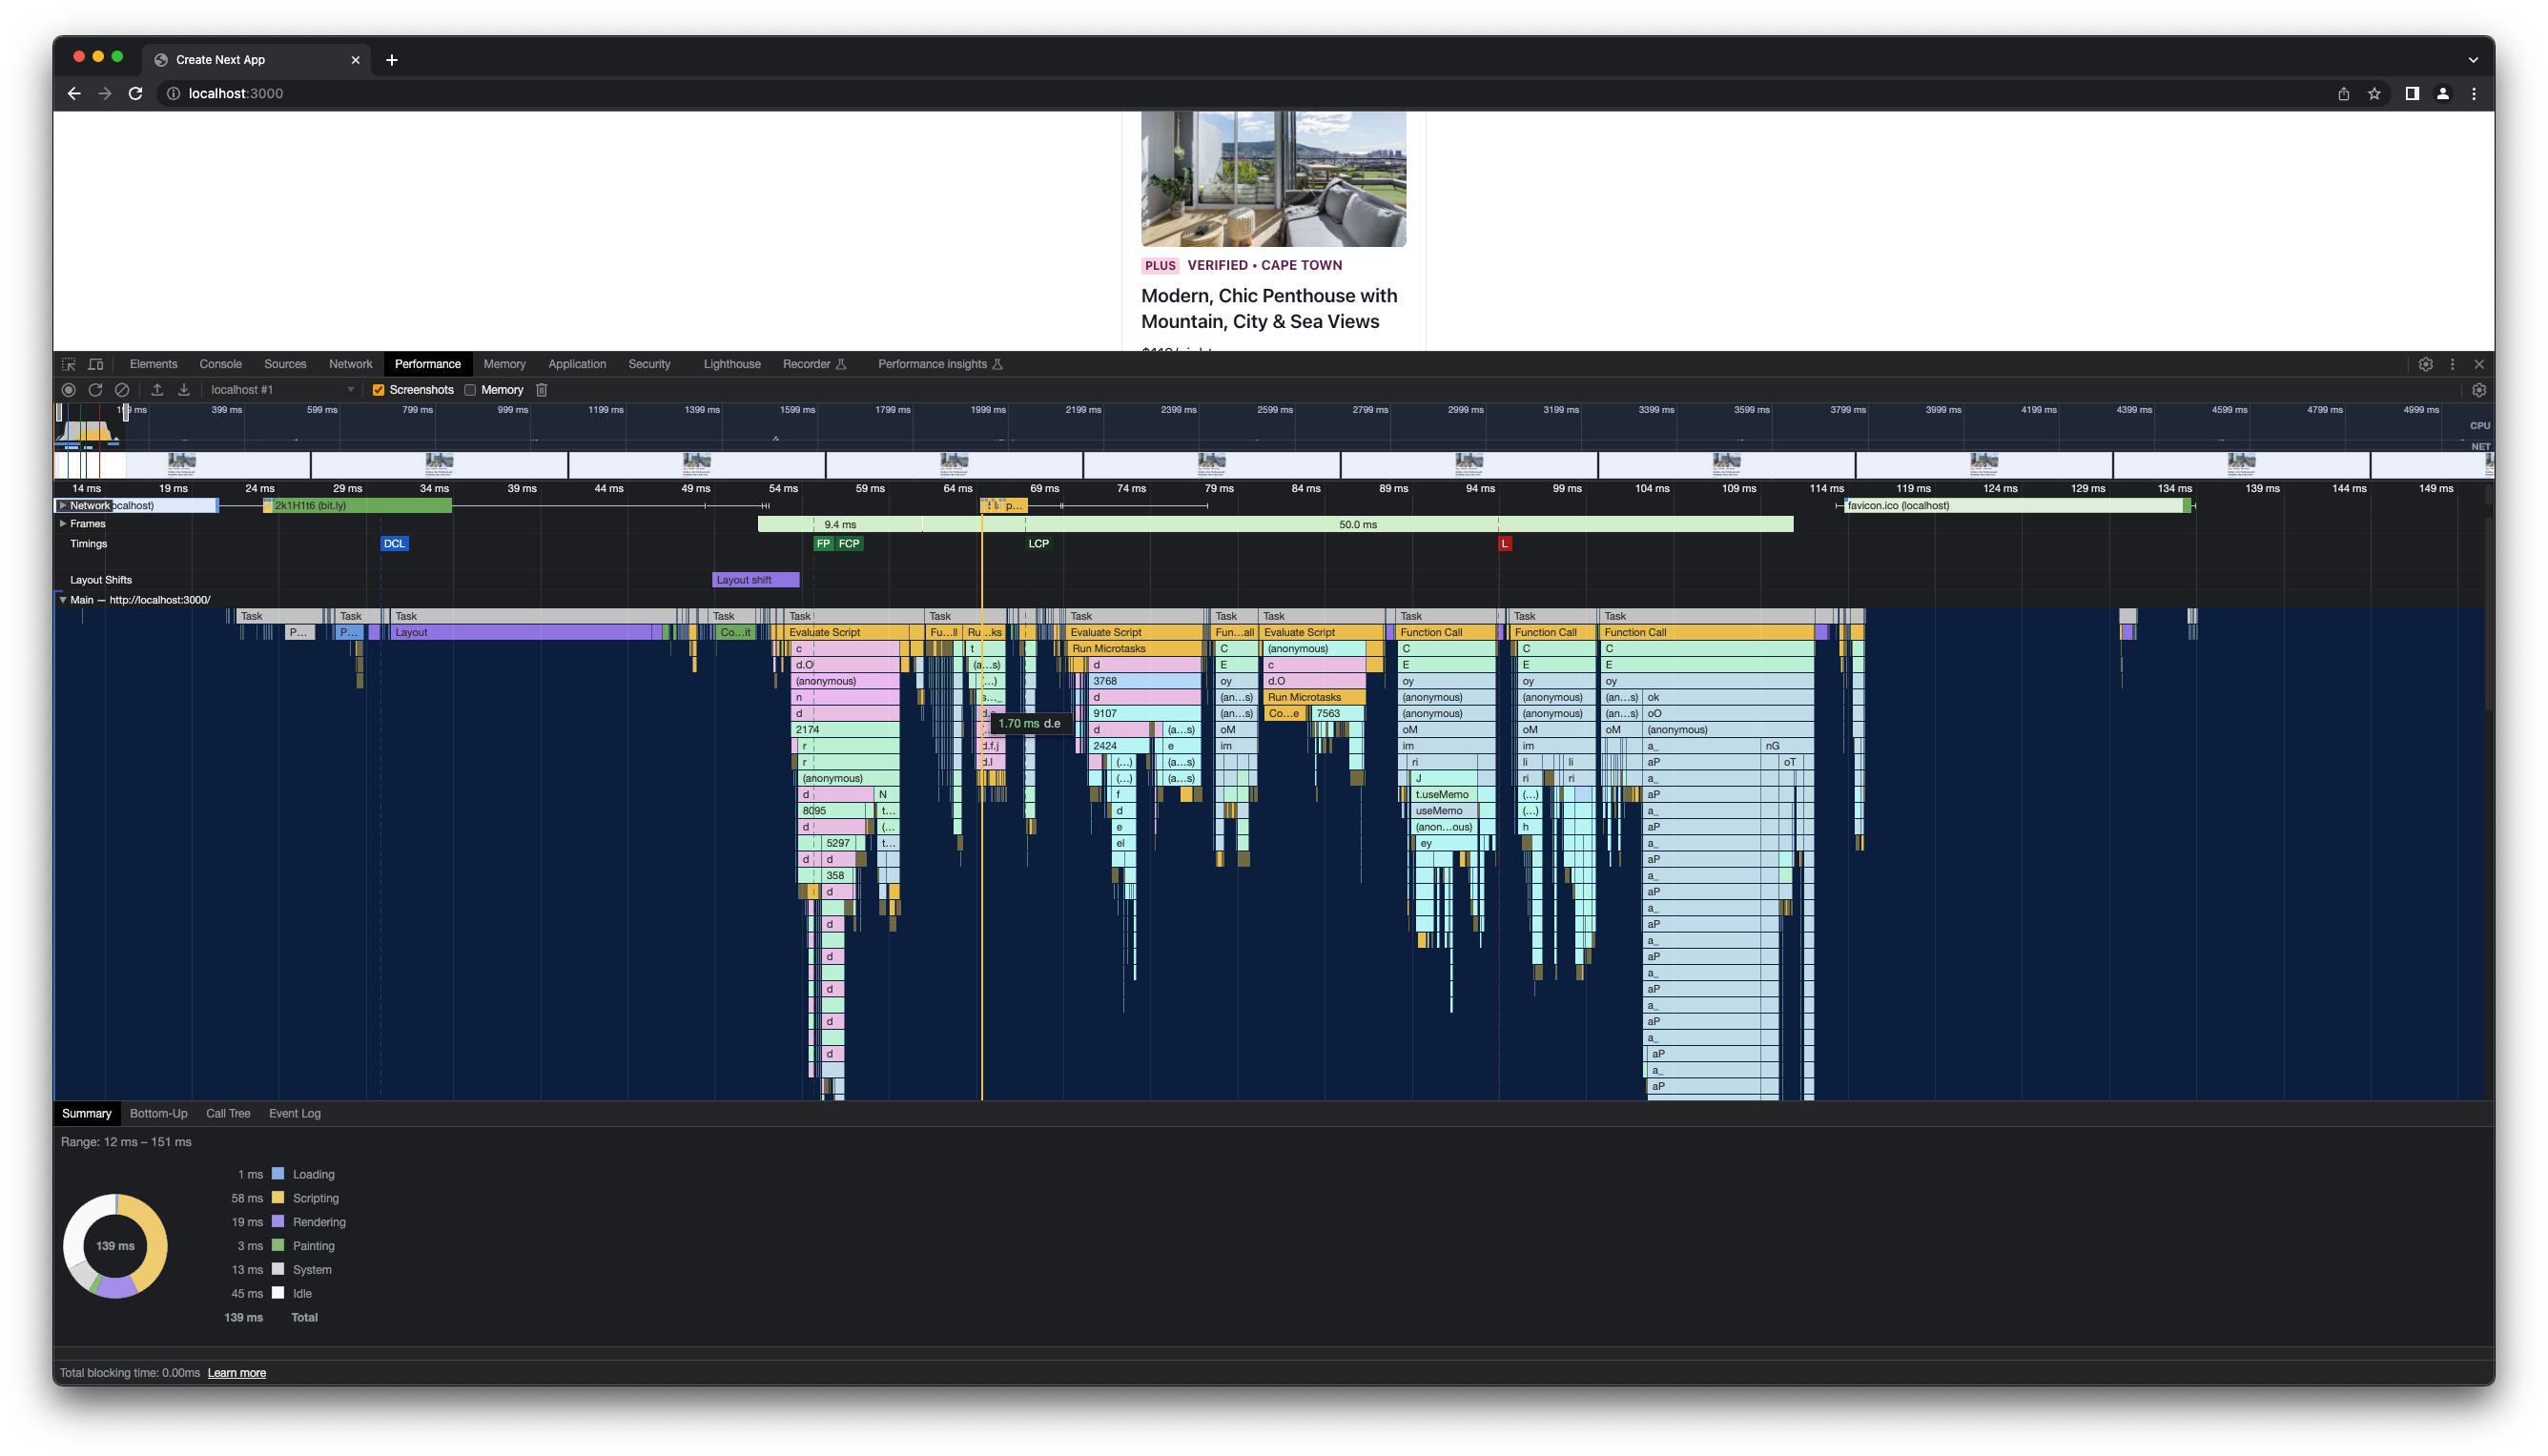 Create Next App
localhost:3000
PLUS VERIFIED • CAPE TOWN
Modern, Chic Penthouse with
Mountain, City & Sea Views
Elements Console Sources Network Performance Memory Application Security Lighthouse Recorder Performance insights
localhost #1 Screenshots Memory
399 ms 599 ms 799 ms 999 ms 1199 ms 1399 ms 1599 ms 1799 ms 1999 ms 2199 ms 2399 ms 2599 ms 2799 ms 2999 ms 3199 ms 3399 ms 3599 ms 3799 ms 3999 ms 4199 ms 4399 ms 4599 ms 4799 ms 4999 ms
CPU
NET
14 ms 19 ms 24 ms 29 ms 34 ms 39 ms 44 ms 49 ms 54 ms 59 ms 64 ms 69 ms 74 ms 79 ms 84 ms 89 ms 94 ms 99 ms 104 ms 109 ms 114 ms 119 ms 124 ms 129 ms 134 ms 139 ms 144 ms 149 ms
Network ocalhost) 2k1H1t6 (bit.ly) p... favicon.ico (localhost)
Frames 9.4 ms 50.0 ms
Timings DCL FP FCP LCP L
Layout Shifts Layout shift
Main — http://localhost:3000/
Task Task Task Task Task Task Task Task Task Task Task Task
P... P... Layout Co...it Evaluate Script Fu...ll Ru...ks Evaluate Script Fun...all Evaluate Script Function Call Function Call Function Call
c t Run Microtasks C (anonymous) C C C
d.O (a...s) d E c E E E
(anonymous) (...) 3768 oy d.O oy oy oy
n s..._ d (an...s) Run Microtasks (anonymous) (anonymous) (an...s) ok
d 9107 (an...s) Co...e 7563 (anonymous) (anonymous) (an...s) oO
2174 1.70 ms d.e d (a...s) oM oM oM oM (anonymous)
r d.f.j 2424 e im im im a_ nG
r d.l (...) (a...s) ri li li aP oT
(anonymous) (...) (a...s) J ri ri a_
d N f t.useMemo (...) aP
8095 t... d useMemo (...) a_
d (... e (anon...ous) h aP
5297 t... el ey a_
d d aP
358 a_
d aP
a_
d aP
a_
d aP
a_
d aP
a_
d aP
a_
d aP
a_
aP
Summary Bottom-Up Call Tree Event Log
Range: 12 ms – 151 ms
139 ms
1 ms Loading
58 ms Scripting
19 ms Rendering
3 ms Painting
13 ms System
45 ms Idle
139 ms Total
Total blocking time: 0.00ms Learn more